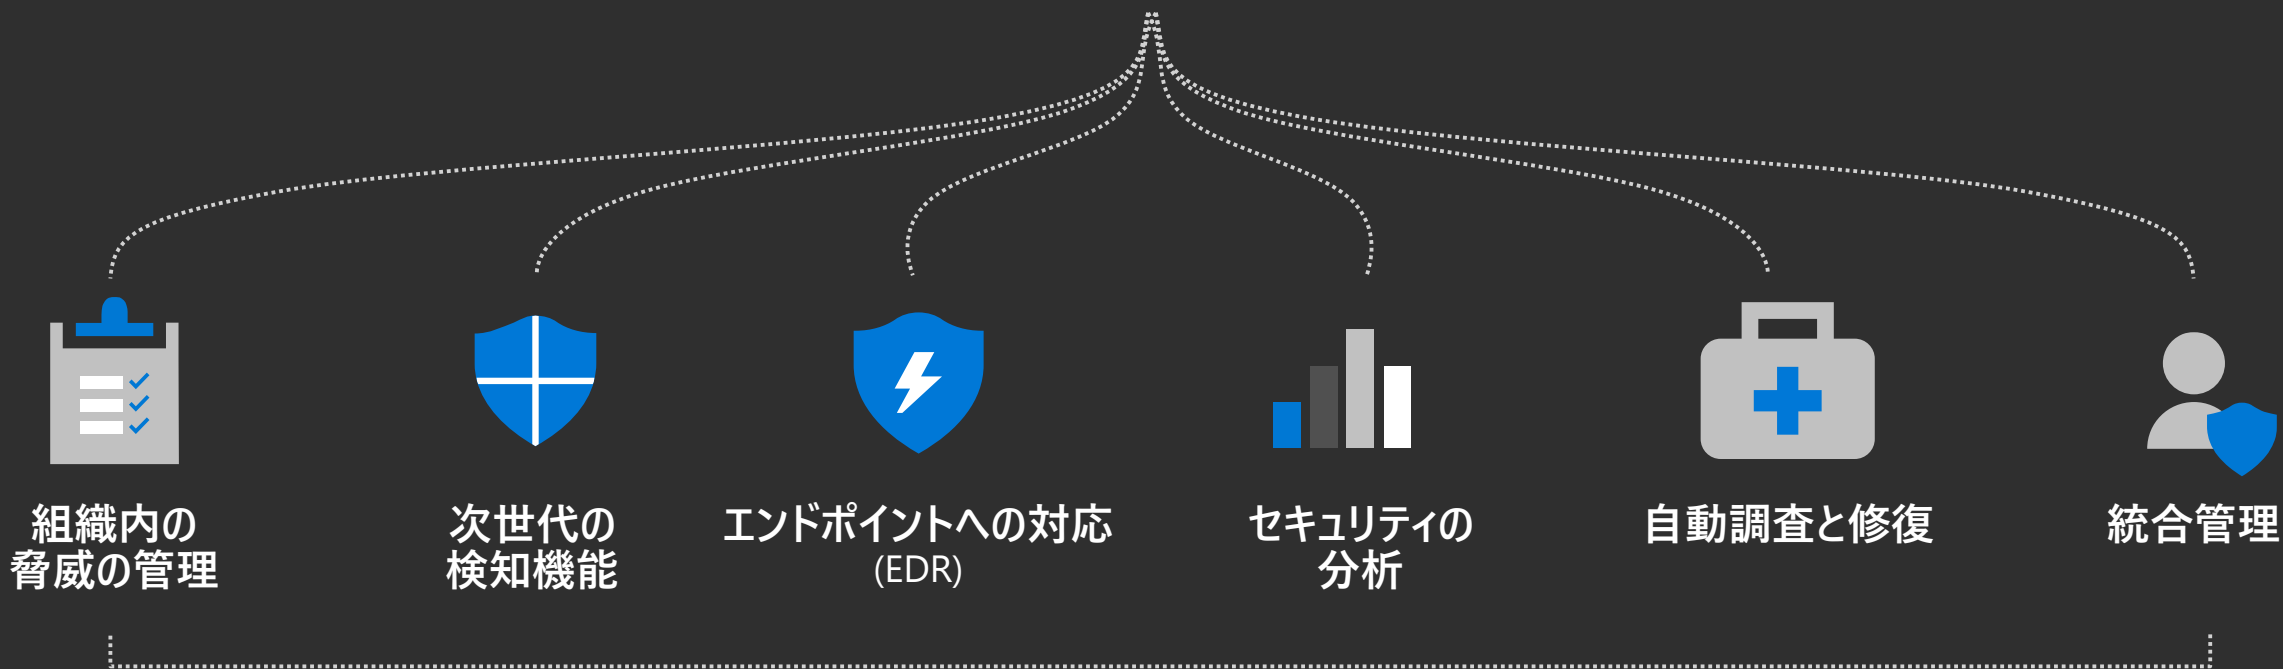 組織内の
脅威の管理
次世代の
検知機能
エンドポイントへの対応
(EDR)
セキュリティの
分析
自動調査と修復
統合管理